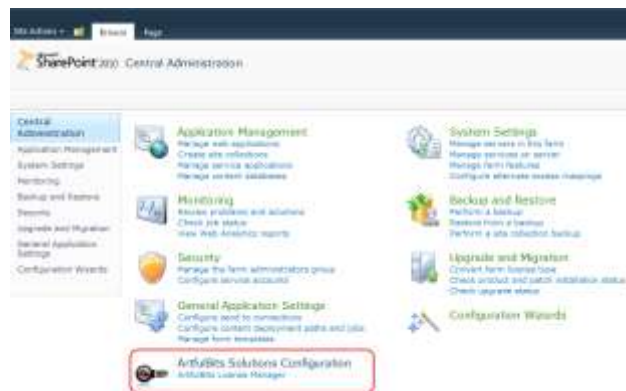 Site Actions
Browse
Page
SharePoint 2010 Central Administration
Central
Administration
Application Management
System Settings
Monitoring
Backup and Restore
Security
Upgrade and Migration
General Application
Settings
Configuration Wizards
Application Management
Manage web applications
Create site collections
Manage service applications
Manage content databases
System Settings
Manage servers in this farm
Manage services on server
Manage farm features
Configure alternate access mappings
Monitoring
Review problems and solutions
Check job status
View Web Analytics reports
Backup and Restore
Perform a backup
Restore from a backup
Perform a site collection backup
Security
Manage the farm administrators group
Configure service accounts
Upgrade and Migration
Convert farm license type
Check product and patch installation status
Check upgrade status
General Application Settings
Configure send to connections
Configure content deployment paths and jobs
Manage form templates
Configuration Wizards
ArtfulBits Solutions Configuration
ArtfulBits License Manager